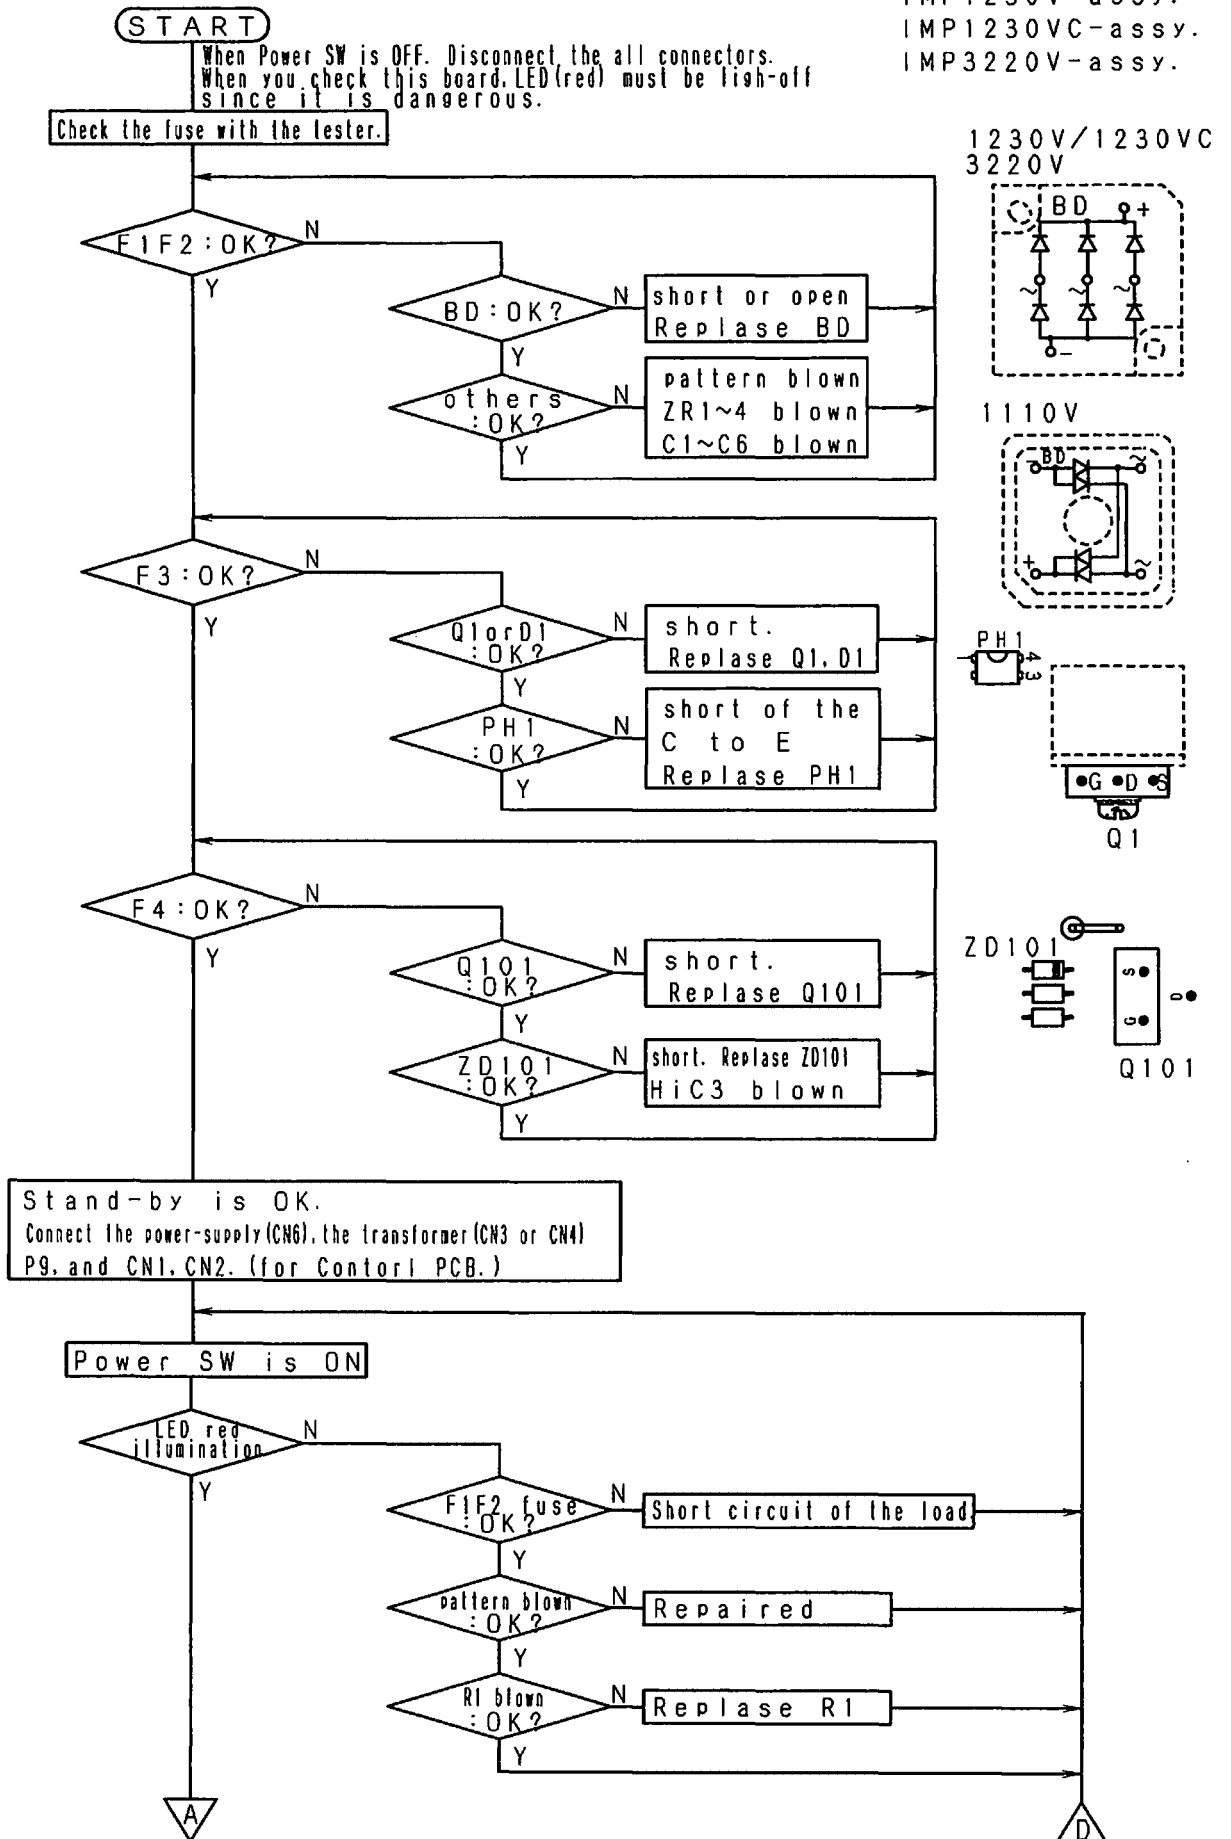 START
When Power SW is OFF. Disconnect the all connectors.
When you check this board. LED(red) must be ligh-off
since it is dangerous.
IMP1230V-assy.
IMP1230VC-assy.
IMP3220V-assy.
Check the fuse with the tester.
F1F2:OK?
N
Y
BD:OK?
N
short or open
Replase BD
Y
others
:OK?
N
pattern blown
ZR1~4 blown
C1~C6 blown
Y
1230V/1230VC
3220V
BD
+
~
~
~
-
1110V
-
BD
~
+
~
F3:OK?
N
Y
Q1orD1
:OK?
N
short.
Replase Q1.D1
Y
PH1
:OK?
N
short of the
C to E
Replase PH1
Y
PH1
1
4
3
G D S
Q1
F4:OK?
N
Y
Q101
:OK?
N
short.
Replase Q101
Y
ZD101
:OK?
N
short. Replase ZD101
HiC3 blown
Y
ZD101
S
D
G
Q101
Stand-by is OK.
Connect the power-supply(CN6).the transformer(CN3 or CN4)
P9.and CN1.CN2. (for Contorl PCB.)
Power SW is ON
LED red
illumination
N
Y
F1F2 fuse
:OK?
N
Short circuit of the load
Y
pattern blown
:OK?
N
Repaired
Y
R1 blown
:OK?
N
Replase R1
Y
A
D